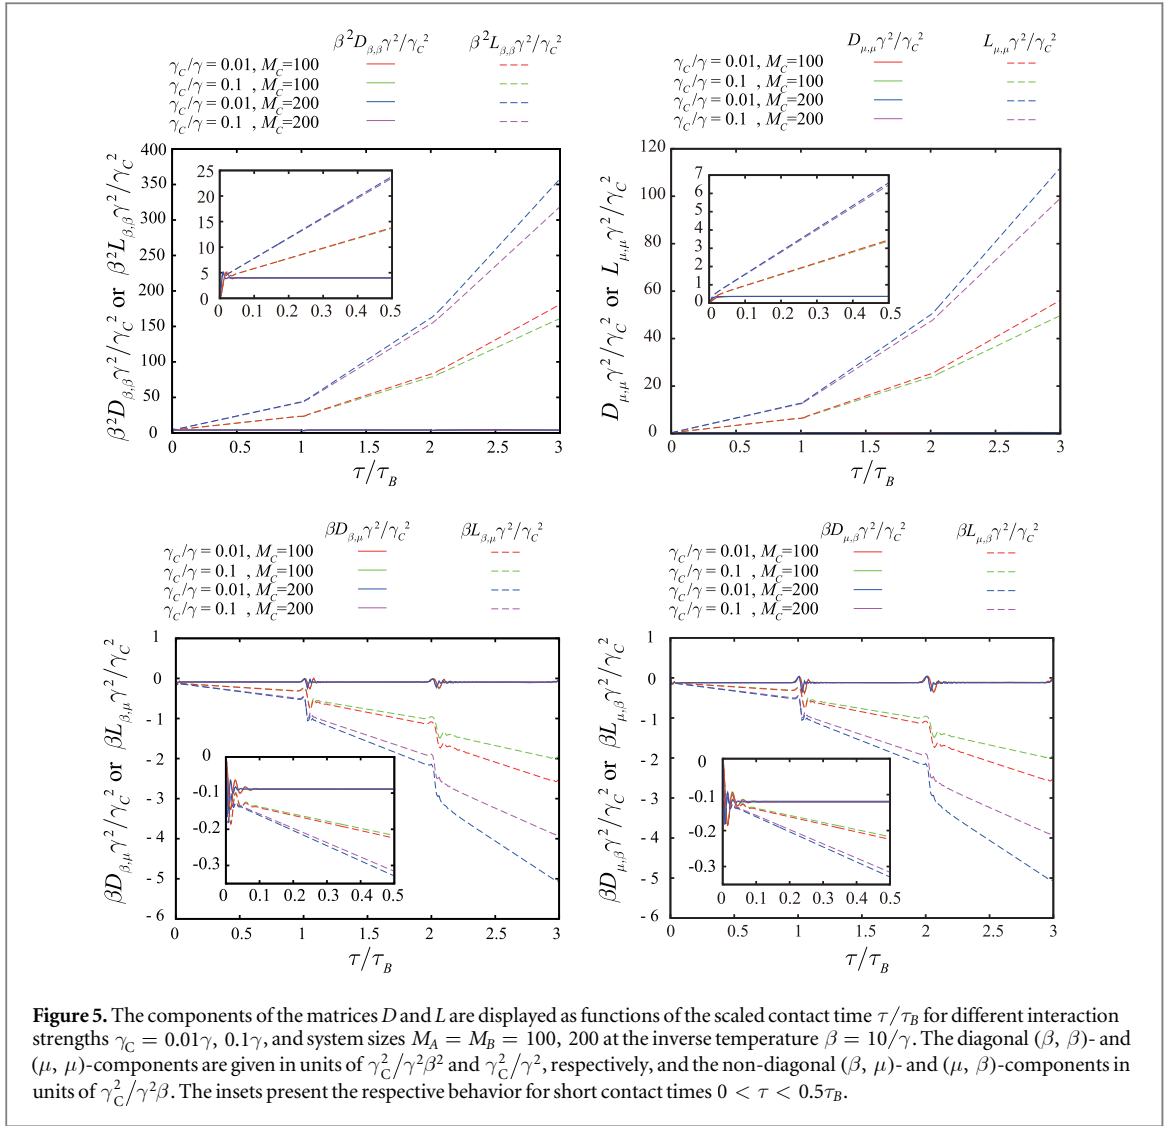 β²D_β,β γ²/γ_C² β²L_β,β γ²/γ_C²
γ_C/γ = 0.01, M_C=100
γ_C/γ = 0.1 , M_C=100
γ_C/γ = 0.01, M_C=200
γ_C/γ = 0.1 , M_C=200
β²D_β,β γ²/γ_C² or β²L_β,β γ²/γ_C²
400
350
300
250
200
150
100
50
0
25
20
15
10
5
0
0 0.1 0.2 0.3 0.4 0.5
0 0.5 1 1.5 2 2.5 3
τ/τ_B
D_μ,μ γ²/γ_C² L_μ,μ γ²/γ_C²
γ_C/γ = 0.01, M_C=100
γ_C/γ = 0.1 , M_C=100
γ_C/γ = 0.01, M_C=200
γ_C/γ = 0.1 , M_C=200
D_μ,μ γ²/γ_C² or L_μ,μ γ²/γ_C²
120
100
80
60
40
20
0
7
6
5
4
3
2
1
0
0 0.1 0.2 0.3 0.4 0.5
0 0.5 1 1.5 2 2.5 3
τ/τ_B
βD_β,μ γ²/γ_C² βL_β,μ γ²/γ_C²
γ_C/γ = 0.01, M_C=100
γ_C/γ = 0.1 , M_C=100
γ_C/γ = 0.01, M_C=200
γ_C/γ = 0.1 , M_C=200
βD_β,μ γ²/γ_C² or βL_β,μ γ²/γ_C²
1
0
-1
-2
-3
-4
-5
-6
0
-0.1
-0.2
-0.3
0 0.1 0.2 0.3 0.4 0.5
0 0.5 1 1.5 2 2.5 3
τ/τ_B
βD_μ,β γ²/γ_C² βL_μ,β γ²/γ_C²
γ_C/γ = 0.01, M_C=100
γ_C/γ = 0.1 , M_C=100
γ_C/γ = 0.01, M_C=200
γ_C/γ = 0.1 , M_C=200
βD_μ,β γ²/γ_C² or βL_μ,β γ²/γ_C²
1
0
-1
-2
-3
-4
-5
-6
0
-0.1
-0.2
-0.3
0 0.1 0.2 0.3 0.4 0.5
0 0.5 1 1.5 2 2.5 3
τ/τ_B
Figure 5. The components of the matrices D and L are displayed as functions of the scaled contact time τ/τ_B for different interaction
strengths γ_C = 0.01γ, 0.1γ, and system sizes M_A = M_B = 100, 200 at the inverse temperature β = 10/γ. The diagonal (β, β)- and
(μ, μ)-components are given in units of γ_C²/γ²β² and γ_C²/γ², respectively, and the non-diagonal (β, μ)- and (μ, β)-components in
units of γ_C²/γ²β. The insets present the respective behavior for short contact times 0 < τ < 0.5τ_B.